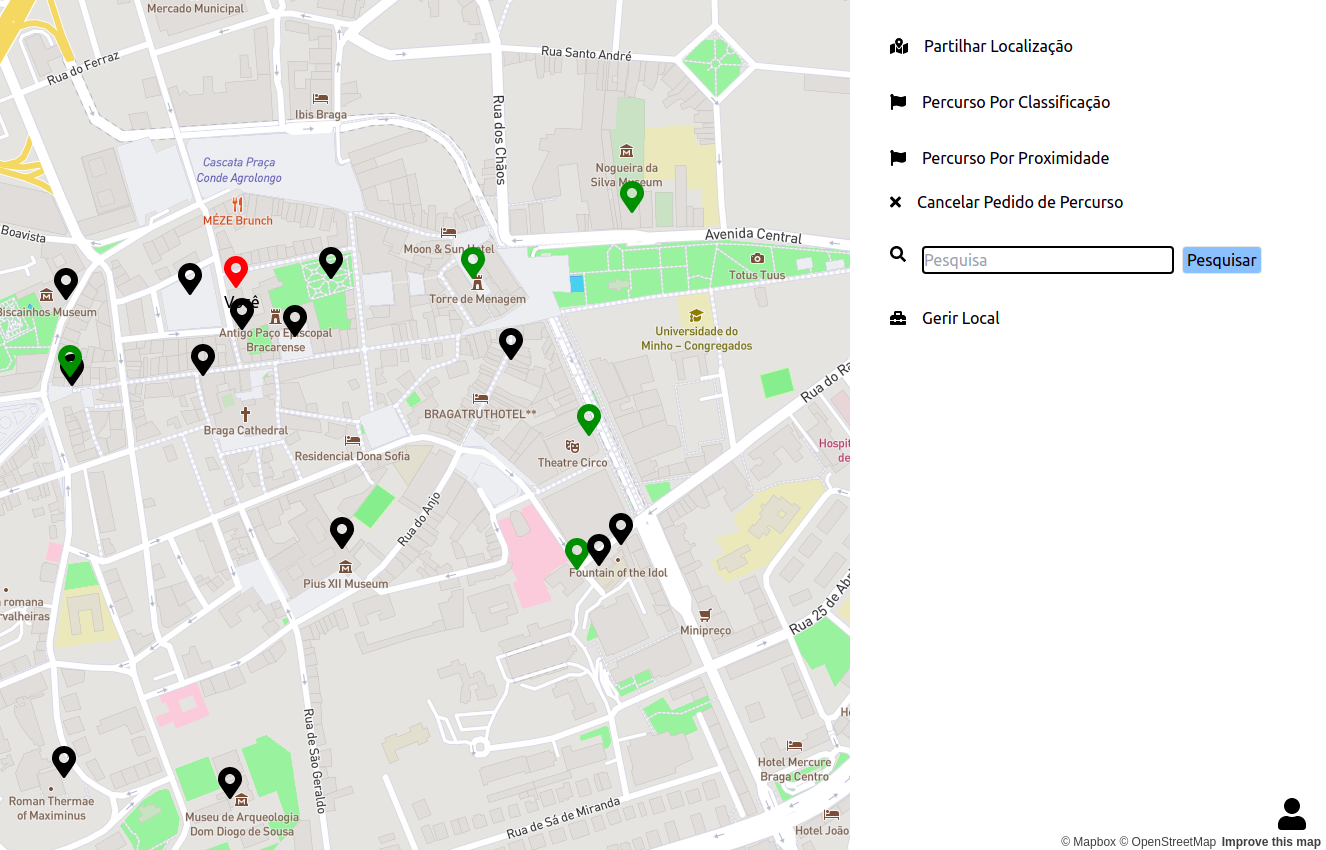 Mercado Municipal
Rua do Ferraz
Rua Santo André
Ibis Braga
Rua dos Chãos
Cascata Praça
Conde Agrolongo
Nogueira da
Silva Museum
MÉZE Brunch
Boavista
Avenida Central
Moon & Sun Hotel
Totus Tuus
Torre de Menagem
Você
Biscainhos Museum
Antigo Paço Episcopal
Bracarense
Universidade do
Minho – Congregados
Rua do Ra
BRAGATRUTHOTEL**
Braga Cathedral
Residencial Dona Sofia
Theatre Circo
Hospit
de
Rua do Anjo
Pius XII Museum
Fountain of the Idol
romana
rvalheiras
Rua 25 de Abri
Minipreço
Rua de São Geraldo
Ho
Hotel Mercure
Braga Centro
Roman Thermae
of Maximinus
Museu de Arqueologia
Dom Diogo de Sousa
Rua de Sá de Miranda
Hotel João
Partilhar Localização
Percurso Por Classificação
Percurso Por Proximidade
Cancelar Pedido de Percurso
Pesquisa Pesquisar
Gerir Local
© Mapbox © OpenStreetMap Improve this map